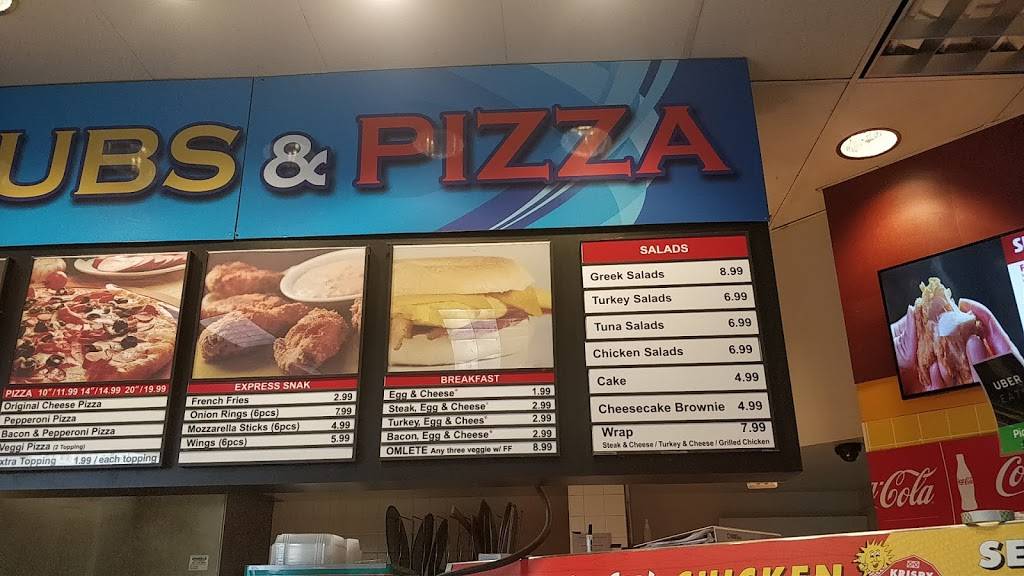 UBS & PIZZA
PIZZA 10"/11.99 14"/14.99 20"/19.99
Original Cheese Pizza
Pepperoni Pizza
Bacon & Pepperoni Pizza
Veggi Pizza (3 Topping)
xtra Topping 1.99 / each topping
EXPRESS SNAK
French Fries 2.99
Onion Rings (6pcs) 7.99
Mozzarella Sticks (6pcs) 4.99
Wings (6pcs) 5.99
BREAKFAST
Egg & Cheese 1.99
Steak, Egg & Cheese 2.99
Turkey, Egg & Chees 2.99
Bacon, Egg & Cheese 2.99
OMLETE Any three veggie w/ FF 8.99
SALADS
Greek Salads 8.99
Turkey Salads 6.99
Tuna Salads 6.99
Chicken Salads 6.99
Cake 4.99
Cheesecake Brownie 4.99
Wrap 7.99
Steak & Cheese / Turkey & Cheese / Grilled Chicken
UBER
EATS
Coca-Cola
CHICKEN
KRISPY
SE